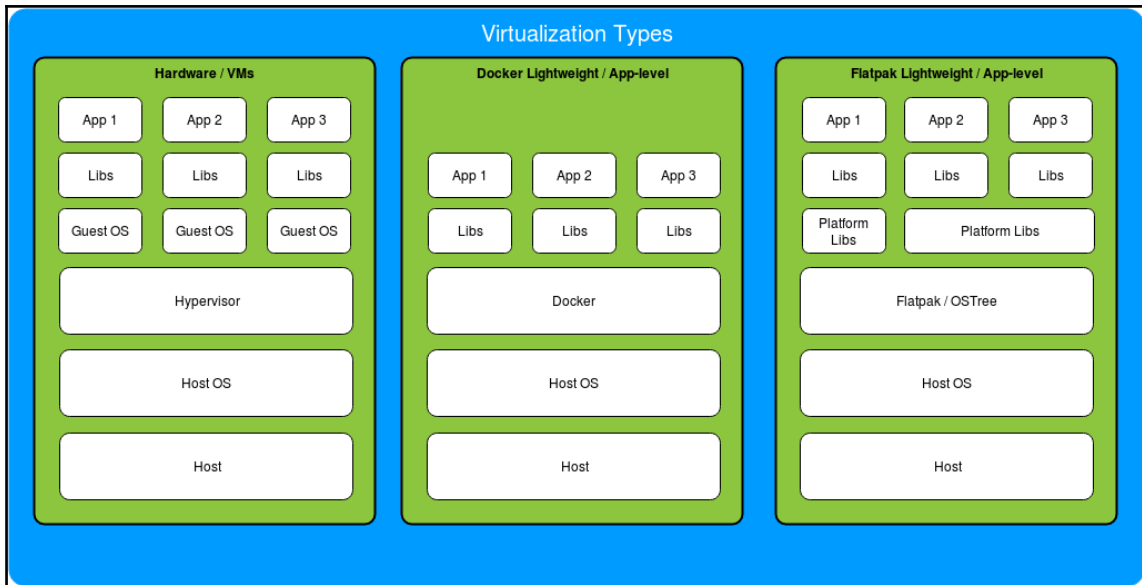 Virtualization Types
Hardware / VMs
App 1
App 2
App 3
Libs
Libs
Libs
Guest OS
Guest OS
Guest OS
Hypervisor
Host OS
Host
Docker Lightweight / App-level
App 1
App 2
App 3
Libs
Libs
Libs
Docker
Host OS
Host
Flatpak Lightweight / App-level
App 1
App 2
App 3
Libs
Libs
Libs
Platform
Libs
Platform Libs
Flatpak / OSTree
Host OS
Host